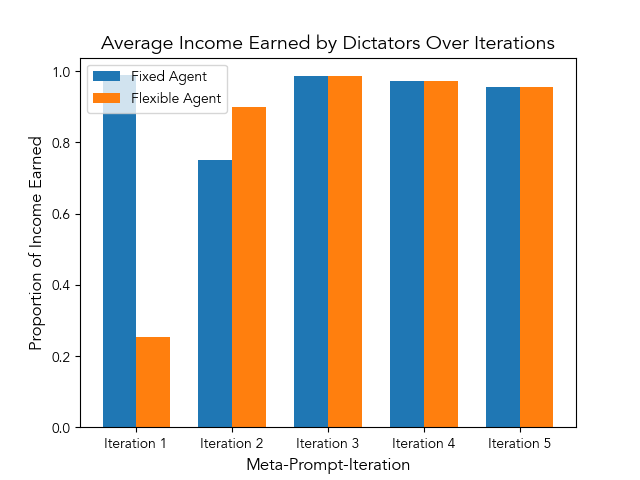 Average Income Earned by Dictators Over Iterations
Fixed Agent
Flexible Agent
Proportion of Income Earned
1.0
0.8
0.6
0.4
0.2
0.0
Iteration 1
Iteration 2
Iteration 3
Iteration 4
Iteration 5
Meta-Prompt-Iteration